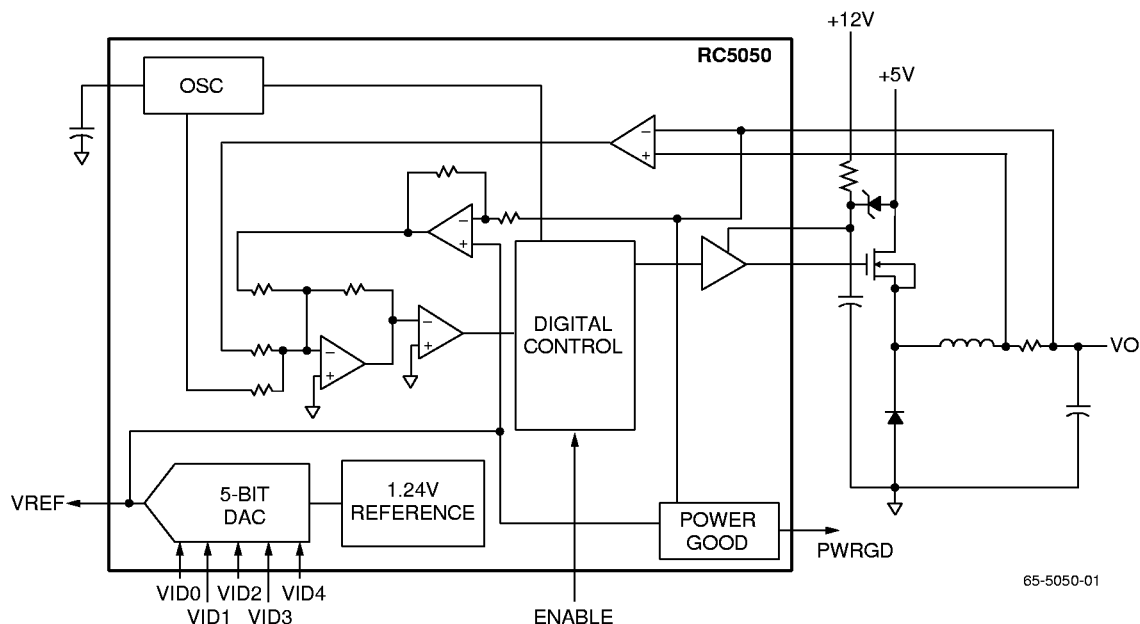 +12V
RC5050
+5V
OSC
−
+
−
+
DIGITAL
CONTROL
−
+
−
+
VO
5-BIT
DAC
1.24V
REFERENCE
VREF
POWER
GOOD
PWRGD
VID0
VID2
VID4
VID1
VID3
ENABLE
65-5050-01